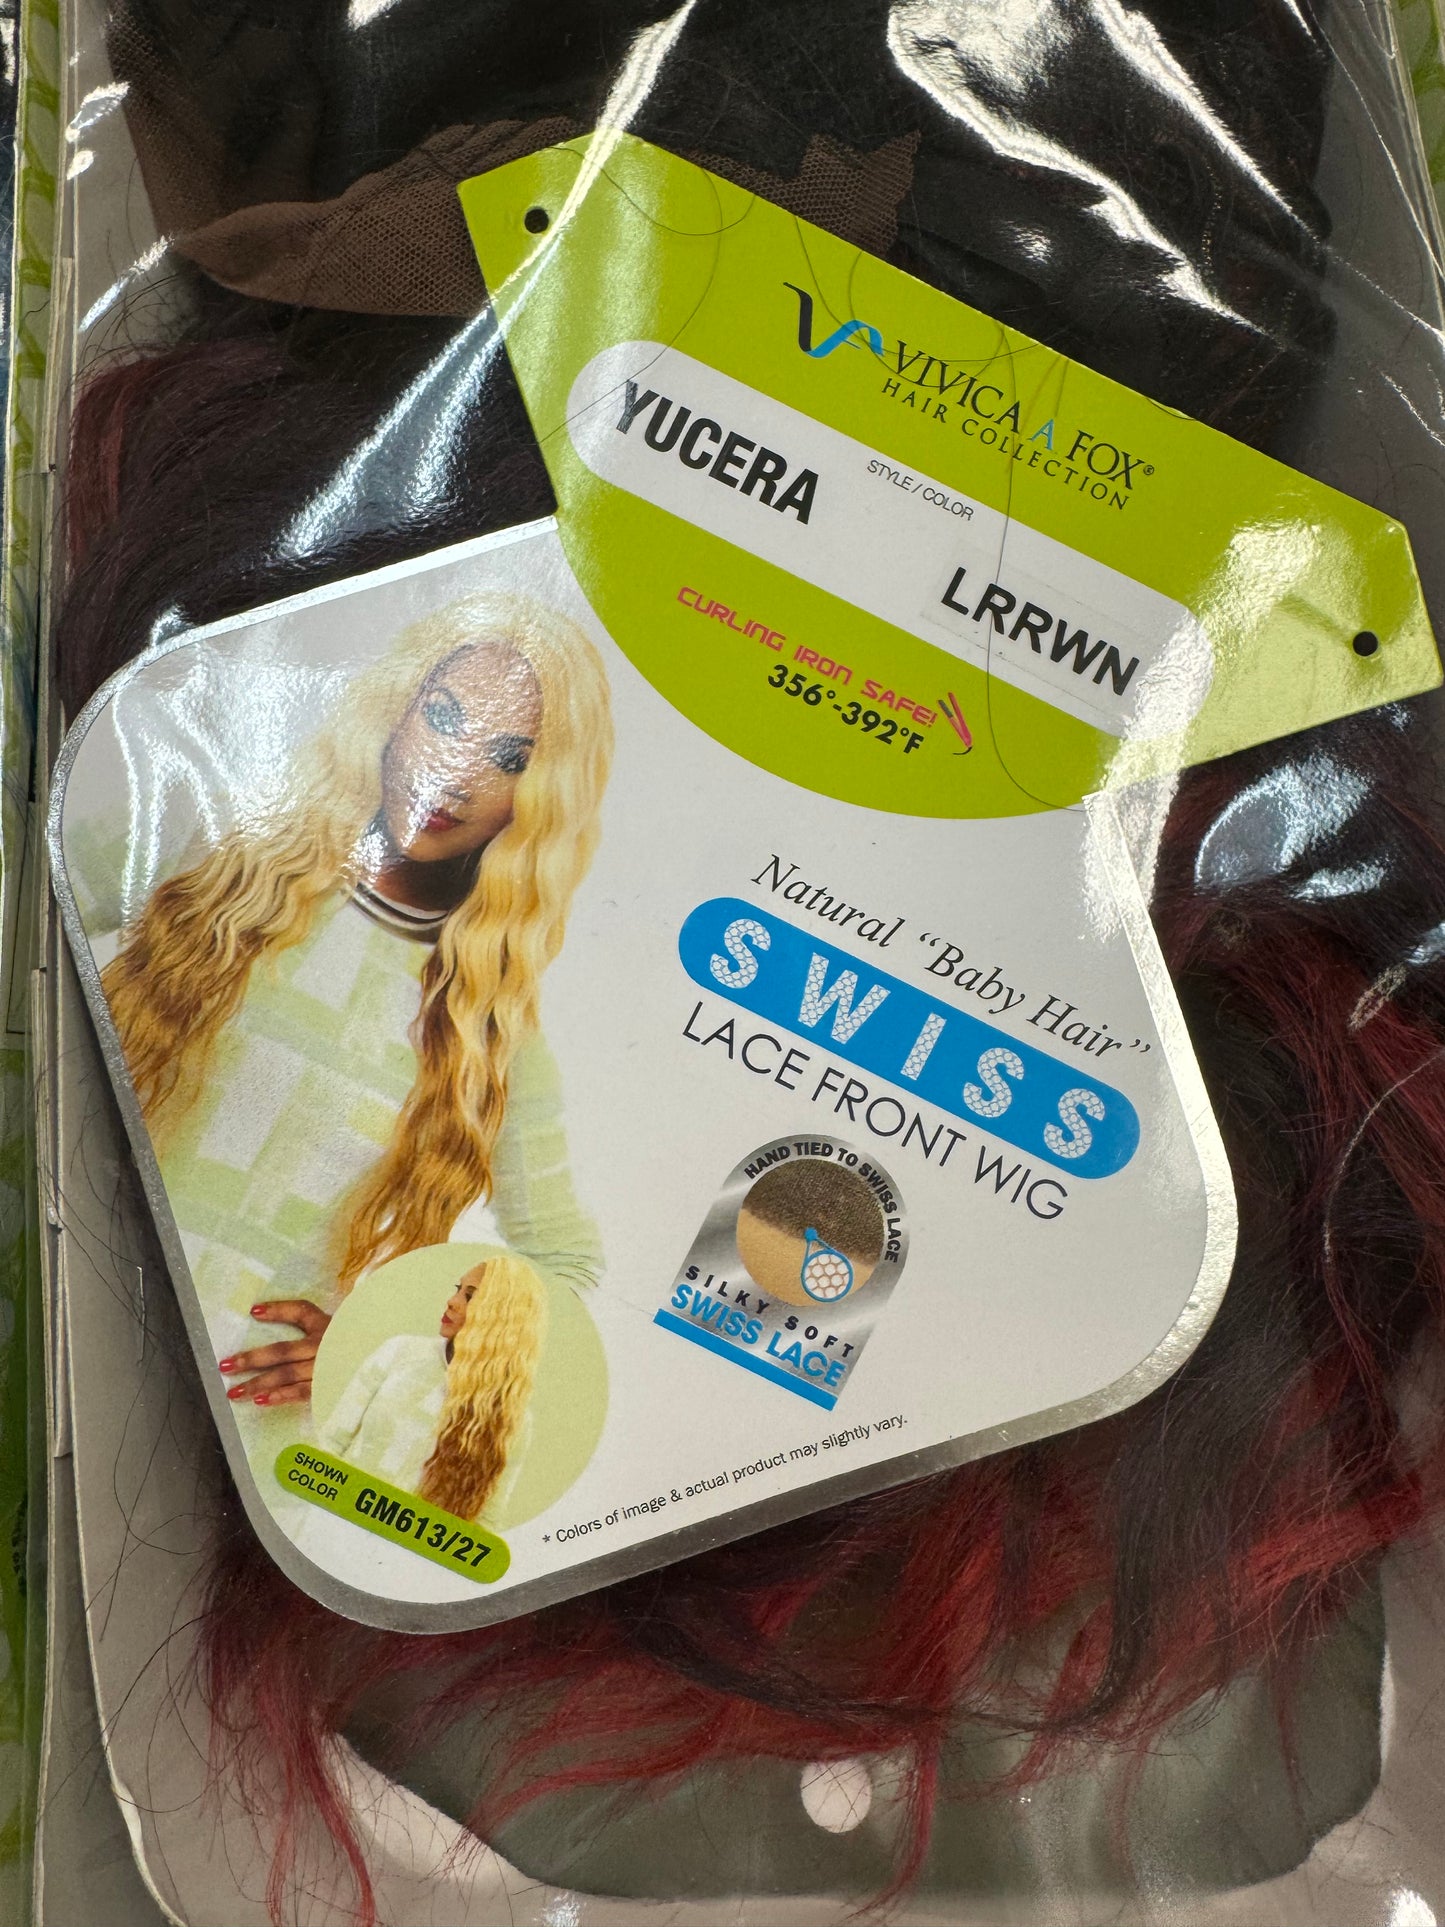 VIVICA A FOX®
HAIR COLLECTION
STYLE / COLOR
YUCERA
LRRWN
CURLING IRON SAFE!
356°-392°F
Natural “Baby Hair”
SWISS
LACE FRONT WIG
HAND TIED TO SWISS LACE
SILKY SOFT
SWISS LACE
SHOWN
COLOR
GM613/27
* Colors of image & actual product may slightly vary.